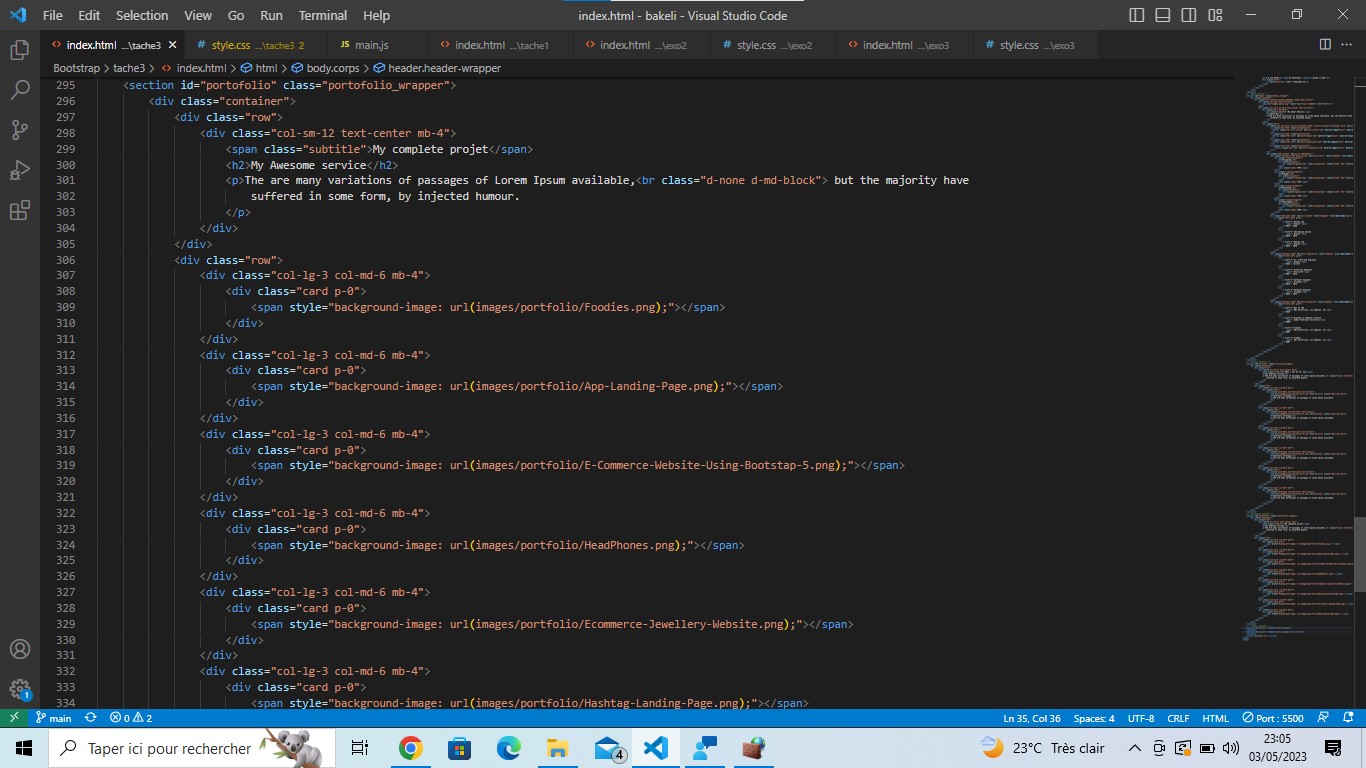 File Edit Selection View Go Run Terminal Help index.html - bakeli - Visual Studio Code
index.html ...\tache3 style.css ...\tache3 2 main.js index.html ...\tache1 index.html ...\exo2 style.css ...\exo2 index.html ...\exo3 style.css ...\exo3
Bootstrap > tache3 > index.html > html > body.corps > header.header-wrapper
295 <section id="portofolio" class="portofolio_wrapper">
296 <div class="container">
297 <div class="row">
298 <div class="col-sm-12 text-center mb-4">
299 <span class="subtitle">My complete projet</span>
300 <h2>My Awesome service</h2>
301 <p>The are many variations of passages of Lorem Ipsum available,<br class="d-none d-md-block"> but the majority have
302 suffered in some form, by injected humour.
303 </p>
304 </div>
305 </div>
306 <div class="row">
307 <div class="col-lg-3 col-md-6 mb-4">
308 <div class="card p-0">
309 <span style="background-image: url(images/portfolio/Foodies.png);"></span>
310 </div>
311 </div>
312 <div class="col-lg-3 col-md-6 mb-4">
313 <div class="card p-0">
314 <span style="background-image: url(images/portfolio/App-Landing-Page.png);"></span>
315 </div>
316 </div>
317 <div class="col-lg-3 col-md-6 mb-4">
318 <div class="card p-0">
319 <span style="background-image: url(images/portfolio/E-Commerce-Website-Using-Bootstap-5.png);"></span>
320 </div>
321 </div>
322 <div class="col-lg-3 col-md-6 mb-4">
323 <div class="card p-0">
324 <span style="background-image: url(images/portfolio/HeadPhones.png);"></span>
325 </div>
326 </div>
327 <div class="col-lg-3 col-md-6 mb-4">
328 <div class="card p-0">
329 <span style="background-image: url(images/portfolio/Ecommerce-Jewellery-Website.png);"></span>
330 </div>
331 </div>
332 <div class="col-lg-3 col-md-6 mb-4">
333 <div class="card p-0">
334 <span style="background-image: url(images/portfolio/Hashtag-Landing-Page.png);"></span>
1
main 0 2 Ln 35, Col 36 Spaces: 4 UTF-8 CRLF HTML Port : 5500
Taper ici pour rechercher 4 23°C Très clair 23:05
03/05/2023